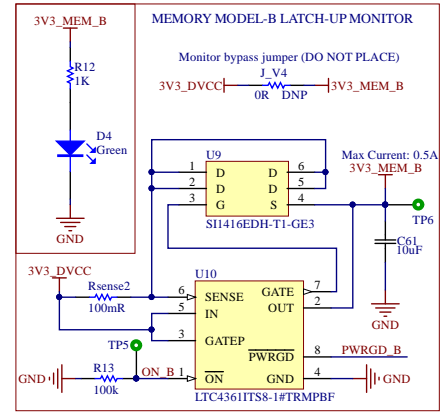 MEMORY MODEL-B LATCH-UP MONITOR
3V3_MEM_B
R12
1K
D4
Green
GND
Monitor bypass jumper (DO NOT PLACE)
J_V4
3V3_DVCC
3V3_MEM_B
0R DNP
U9
1 D D 6
2 D D 5
3 G S 4
SI1416EDH-T1-GE3
Max Current: 0.5A
3V3_MEM_B
TP6
C61
10uF
GND
3V3_DVCC
Rsense2
100mR
U10
6 SENSE GATE 7
5 IN OUT 2
3 GATEP
PWRGD 8 PWRGD_B
1 ON GND 4
LTC4361ITS8-1#TRMPBF
TP5
R13
100k
ON_B
GND
GND